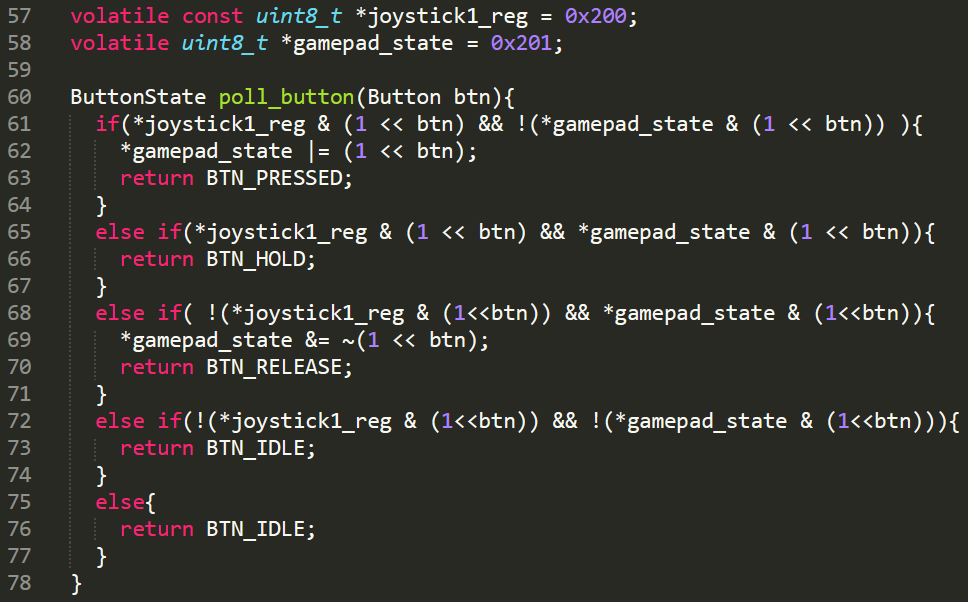 57 volatile const uint8_t *joystick1_reg = 0x200;
58 volatile uint8_t *gamepad_state = 0x201;
59
60 ButtonState poll_button(Button btn){
61 if(*joystick1_reg & (1 << btn) && !(*gamepad_state & (1 << btn)) ){
62 *gamepad_state |= (1 << btn);
63 return BTN_PRESSED;
64 }
65 else if(*joystick1_reg & (1 << btn) && *gamepad_state & (1 << btn)){
66 return BTN_HOLD;
67 }
68 else if( !(*joystick1_reg & (1<<btn)) && *gamepad_state & (1<<btn)){
69 *gamepad_state &= ~(1 << btn);
70 return BTN_RELEASE;
71 }
72 else if(!(*joystick1_reg & (1<<btn)) && !(*gamepad_state & (1<<btn))){
73 return BTN_IDLE;
74 }
75 else{
76 return BTN_IDLE;
77 }
78 }